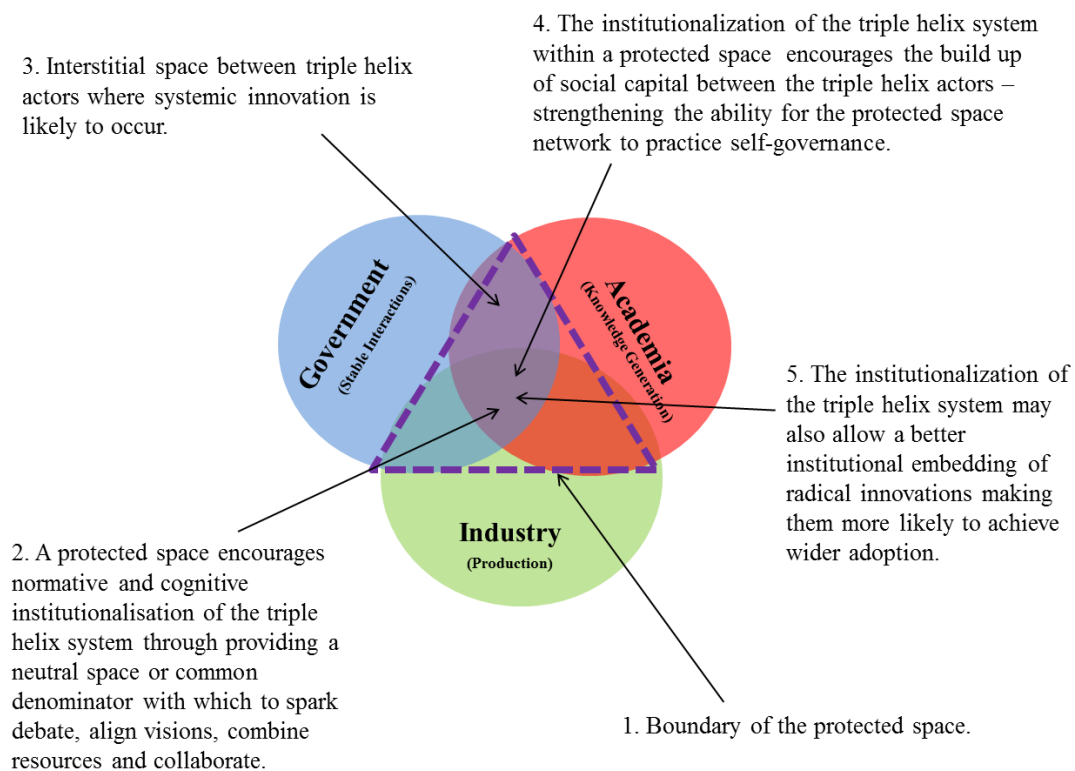 3. Interstitial space between triple helix
actors where systemic innovation is
likely to occur.
4. The institutionalization of the triple helix system
within a protected space encourages the build up
of social capital between the triple helix actors –
strengthening the ability for the protected space
network to practice self-governance.
Government
(Stable Interactions)
Academia
(Knowledge Generation)
Industry
(Production)
5. The institutionalization of
the triple helix system may
also allow a better
institutional embedding of
radical innovations making
them more likely to achieve
wider adoption.
2. A protected space encourages
normative and cognitive
institutionalisation of the triple
helix system through providing a
neutral space or common
denominator with which to spark
debate, align visions, combine
resources and collaborate.
1. Boundary of the protected space.